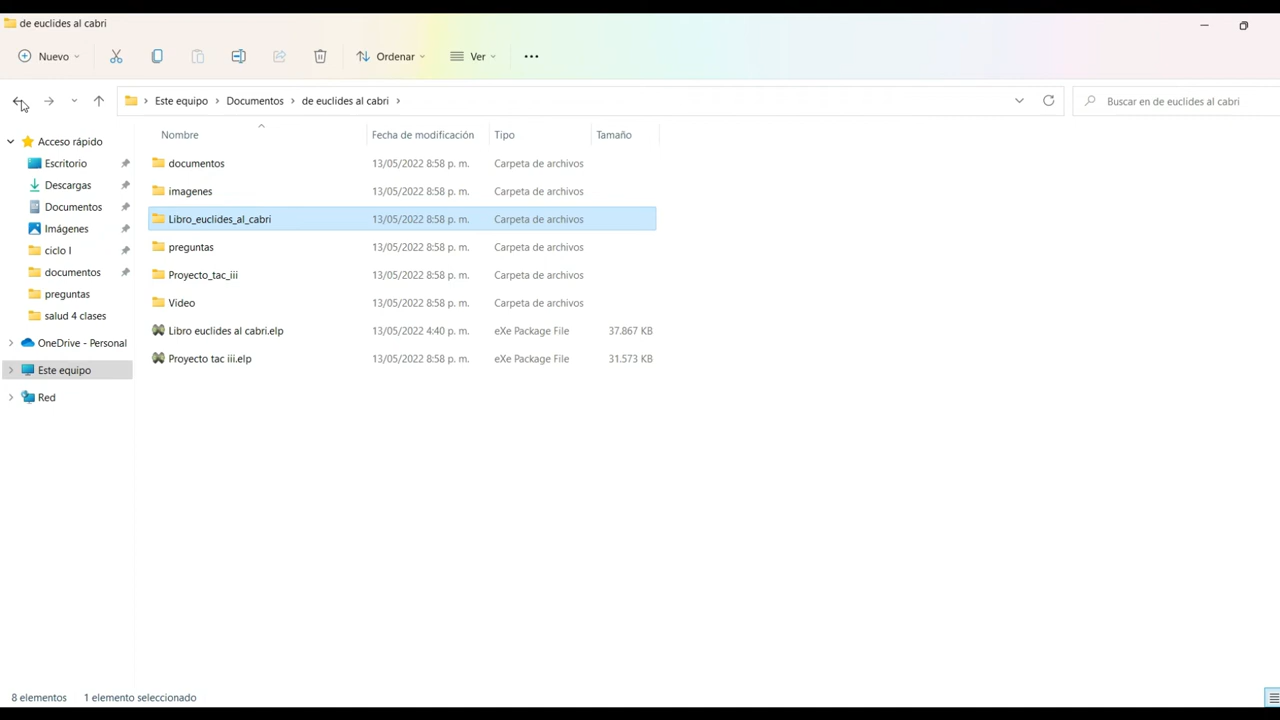 de euclides al cabri
Nuevo Ordenar Ver
Este equipo Documentos de euclides al cabri Buscar en de euclides al cabri
Nombre Fecha de modificación Tipo Tamaño
Acceso rápido
Escritorio
Descargas
Documentos
Imágenes
ciclo I
documentos
preguntas
salud 4 clases
OneDrive - Personal
Este equipo
Red
documentos 13/05/2022 8:58 p. m. Carpeta de archivos
imagenes 13/05/2022 8:58 p. m. Carpeta de archivos
Libro_euclides_al_cabri 13/05/2022 8:58 p. m. Carpeta de archivos
preguntas 13/05/2022 8:58 p. m. Carpeta de archivos
Proyecto_tac_iii 13/05/2022 8:58 p. m. Carpeta de archivos
Video 13/05/2022 8:58 p. m. Carpeta de archivos
Libro euclides al cabri.elp 13/05/2022 4:40 p. m. eXe Package File 37.867 KB
Proyecto tac iii.elp 13/05/2022 8:58 p. m. eXe Package File 31.573 KB
8 elementos 1 elemento seleccionado